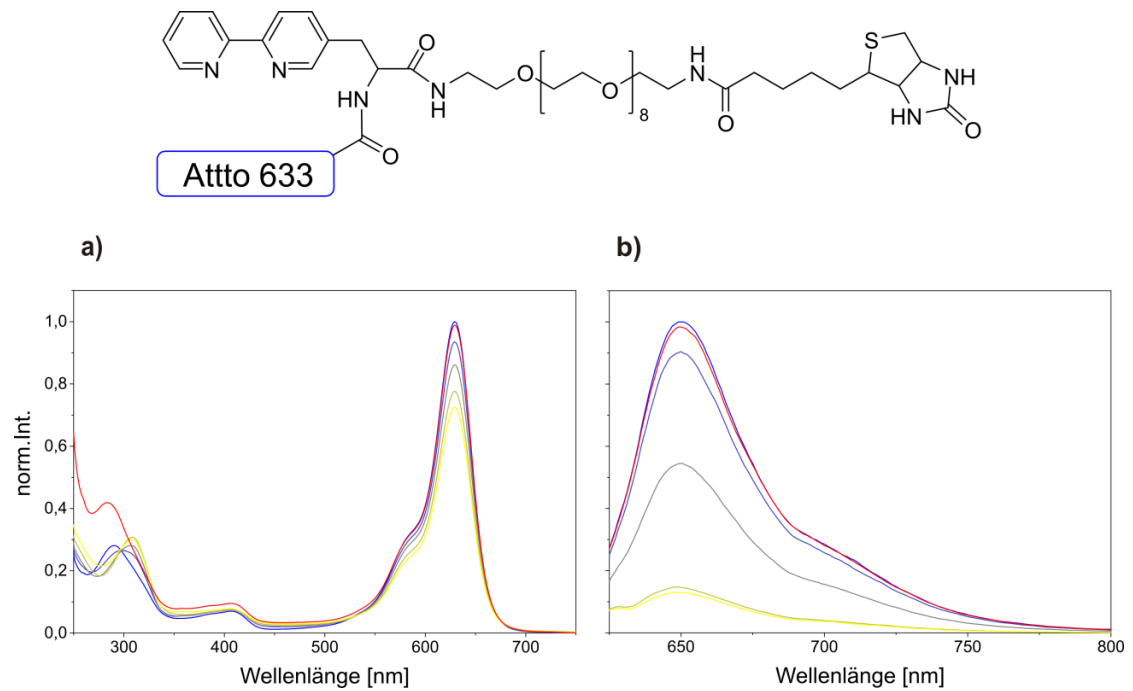 N
N
HN
O
O
N
H
O
O
8
H
N
O
S
NH
HN
O
Attto 633
a)
b)
1,0
0,8
0,6
0,4
0,2
0,0
norm.Int.
300
400
500
600
700
Wellenlänge [nm]
650
700
750
800
Wellenlänge [nm]